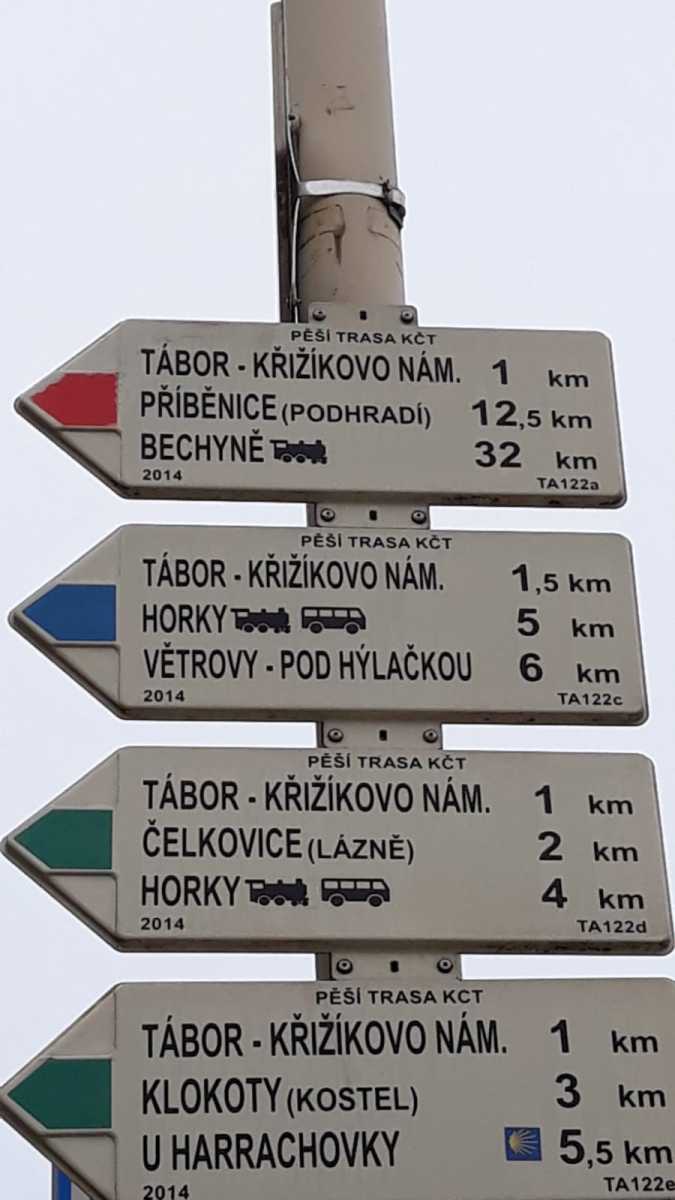 PĚŠÍ TRASA KČT
TÁBOR - KŘIŽÍKOVO NÁM. 1 km
PŘÍBĚNICE (PODHRADÍ) 12,5 km
BECHYNĚ 32 km
2014 TA122a
PĚŠÍ TRASA KČT
TÁBOR - KŘIŽÍKOVO NÁM. 1,5 km
HORKY 5 km
VĚTROVY - POD HÝLAČKOU 6 km
2014 TA122c
PĚŠÍ TRASA KČT
TÁBOR - KŘIŽÍKOVO NÁM. 1 km
ČELKOVICE (LÁZNĚ) 2 km
HORKY 4 km
2014 TA122d
PĚŠÍ TRASA KČT
TÁBOR - KŘIŽÍKOVO NÁM. 1 km
KLOKOTY (KOSTEL) 3 km
U HARRACHOVKY 5,5 km
2014 TA122e